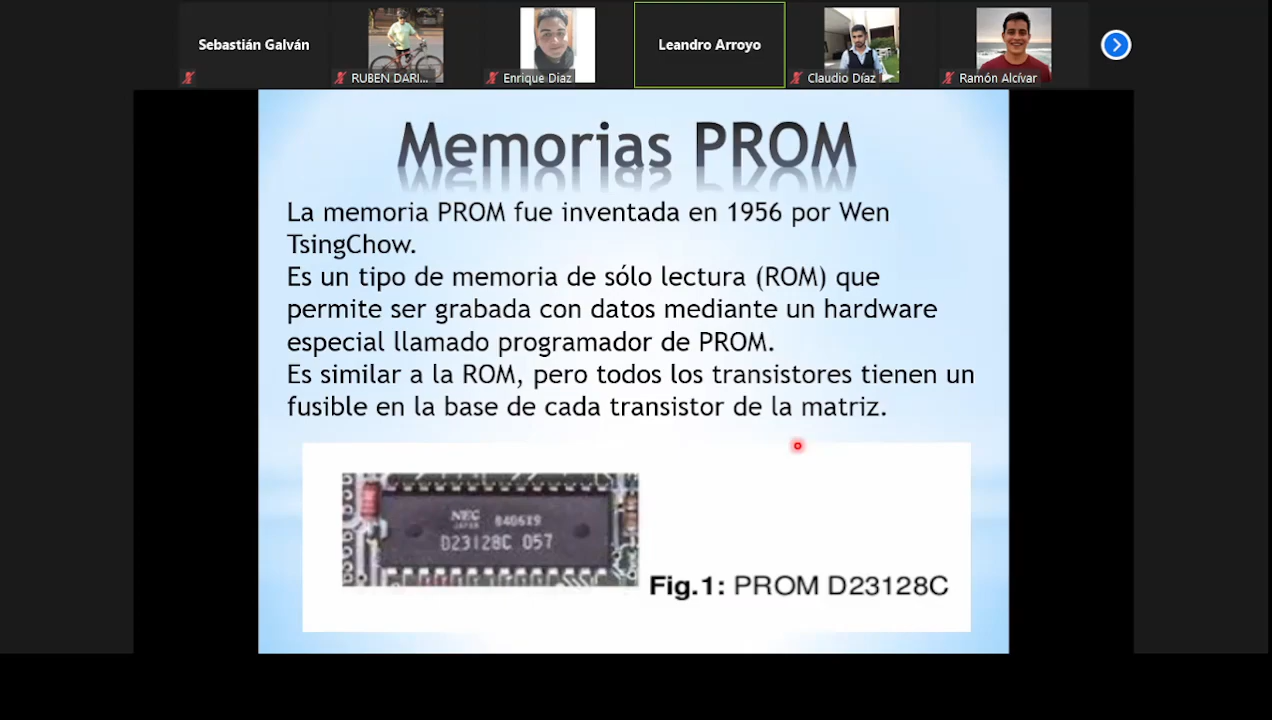 Sebastián Galván
RUBEN DARI...
Enrique Diaz
Leandro Arroyo
Claudio Díaz
Ramón Alcívar
Memorias PROM
La memoria PROM fue inventada en 1956 por Wen
TsingChow.
Es un tipo de memoria de sólo lectura (ROM) que
permite ser grabada con datos mediante un hardware
especial llamado programador de PROM.
Es similar a la ROM, pero todos los transistores tienen un
fusible en la base de cada transistor de la matriz.
NEC
JAPAN
D23128C 057
Fig.1: PROM D23128C